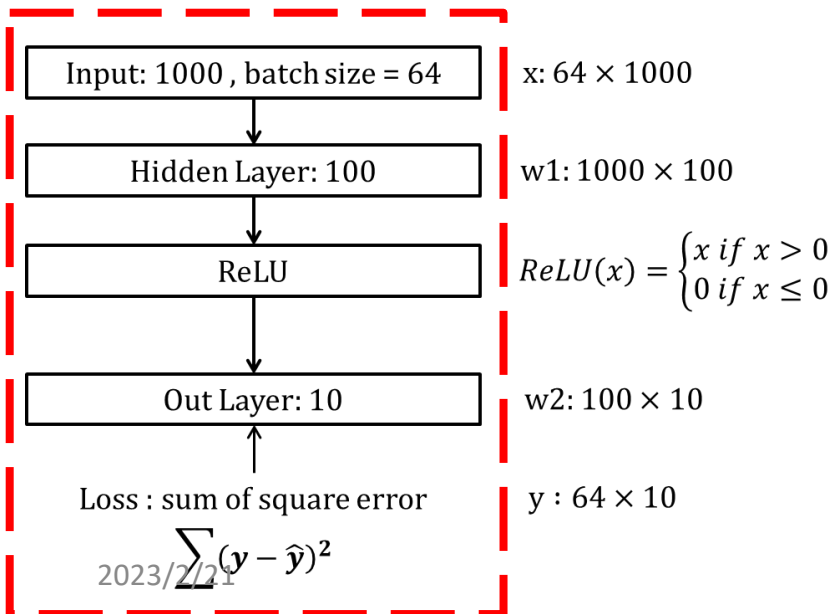 Input: 1000 , batch size = 64
x: 64 × 1000
Hidden Layer: 100
w1: 1000 × 100
ReLU
ReLU(x) = {x if x > 0
0 if x ≤ 0
Out Layer: 10
w2: 100 × 10
Loss : sum of square error
y : 64 × 10
∑(y − ŷ)²
2023/2/21